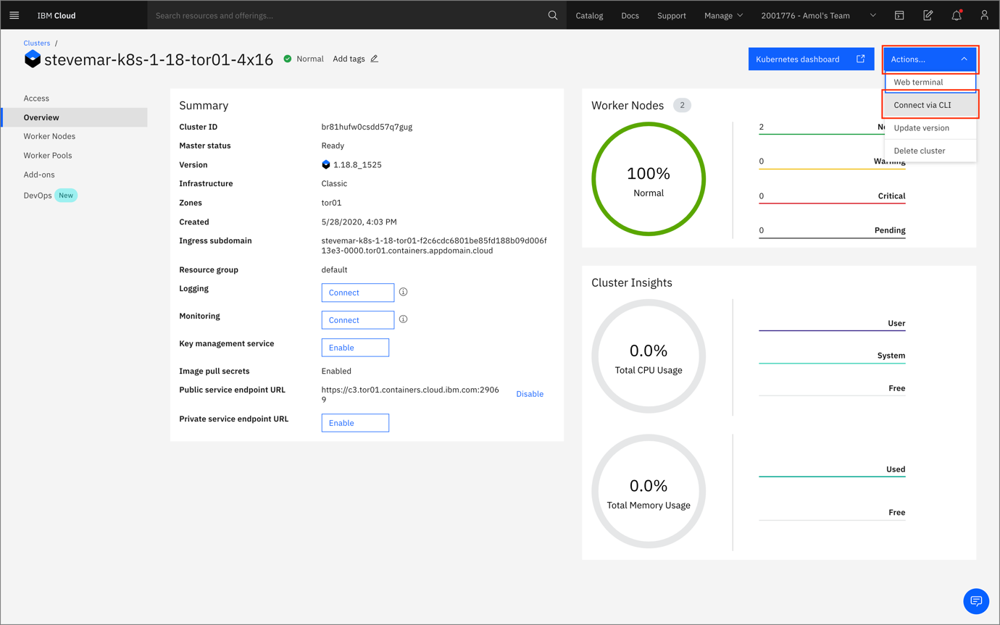 IBM Cloud
Search resources and offerings...
Catalog
Docs
Support
Manage
2001776 - Amol's Team
Clusters /
stevemar-k8s-1-18-tor01-4x16
Normal
Add tags
Kubernetes dashboard
Actions...
Web terminal
Connect via CLI
Update version
Delete cluster
Access
Overview
Worker Nodes
Worker Pools
Add-ons
DevOps New
Summary
Cluster ID br81hufw0csdd57q7gug
Master status Ready
Version 1.18.8_1525
Infrastructure Classic
Zones tor01
Created 5/28/2020, 4:03 PM
Ingress subdomain stevemar-k8s-1-18-tor01-f2c6cdc6801be85fd188b09d006f
13e3-0000.tor01.containers.appdomain.cloud
Resource group default
Logging Connect
Monitoring Connect
Key management service Enable
Image pull secrets Enabled
Public service endpoint URL https://c3.tor01.containers.cloud.ibm.com:2906
9 Disable
Private service endpoint URL Enable
Worker Nodes 2
100%
Normal
2
0 Warning
0 Critical
0 Pending
Cluster Insights
0.0%
Total CPU Usage
User
System
Free
0.0%
Total Memory Usage
Used
Free